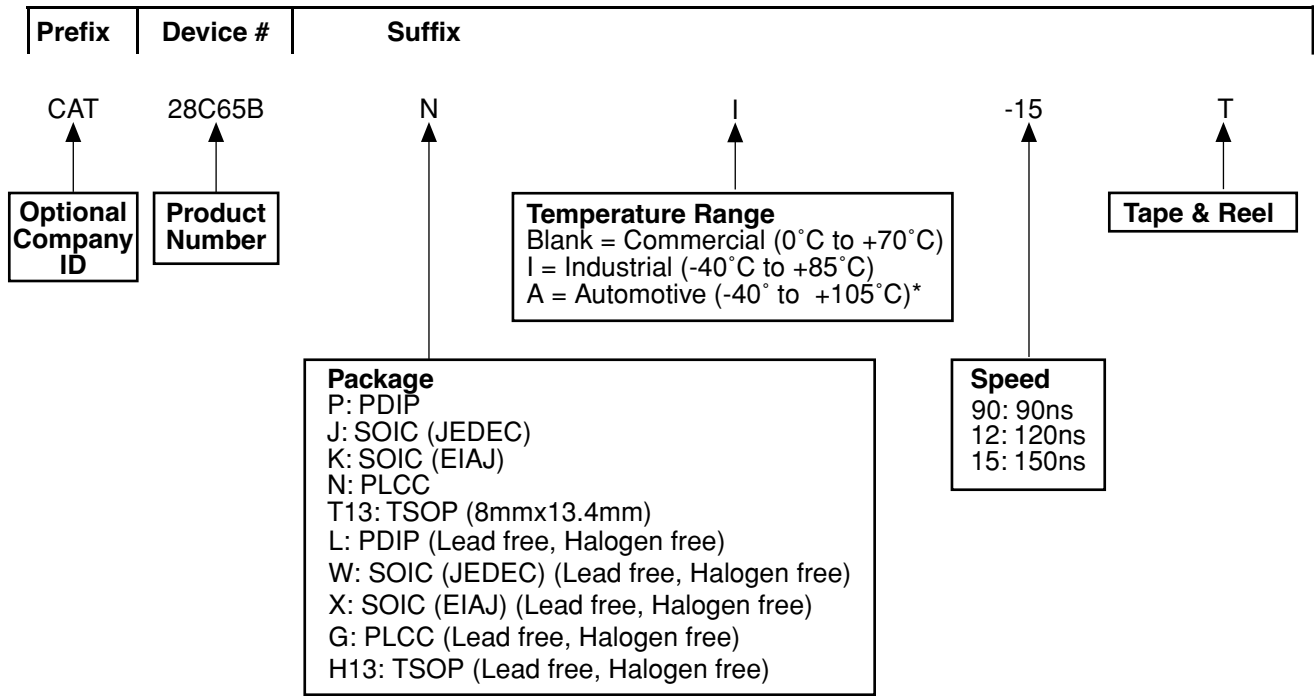 Prefix Device # Suffix
CAT 28C65B N I -15 T
Optional
Company
ID
Product
Number
Temperature Range
Blank = Commercial (0˚C to +70˚C)
I = Industrial (-40˚C to +85˚C)
A = Automotive (-40˚ to +105˚C)*
Tape & Reel
Package
P: PDIP
J: SOIC (JEDEC)
K: SOIC (EIAJ)
N: PLCC
T13: TSOP (8mmx13.4mm)
L: PDIP (Lead free, Halogen free)
W: SOIC (JEDEC) (Lead free, Halogen free)
X: SOIC (EIAJ) (Lead free, Halogen free)
G: PLCC (Lead free, Halogen free)
H13: TSOP (Lead free, Halogen free)
Speed
90: 90ns
12: 120ns
15: 150ns